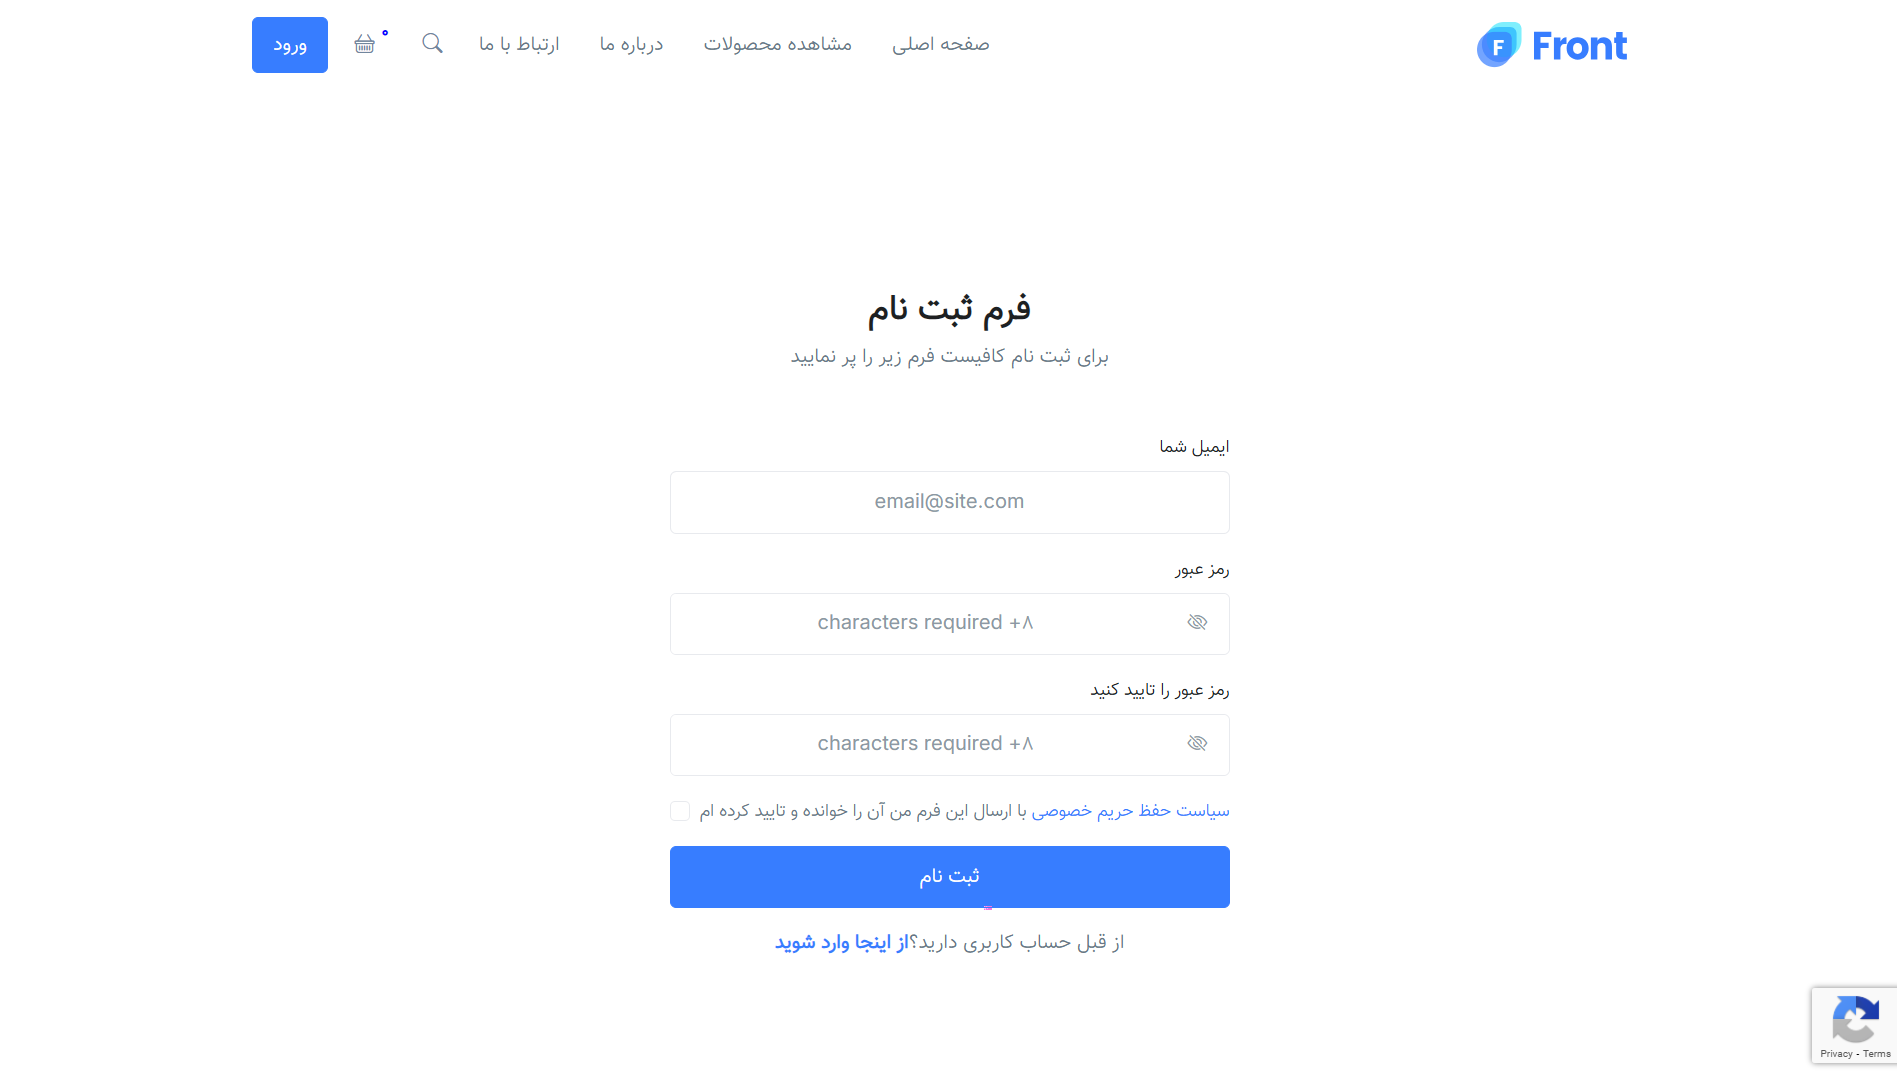 F Front
صفحه اصلی
مشاهده محصولات
درباره ما
ارتباط با ما
۰
ورود
فرم ثبت نام
برای ثبت نام کافیست فرم زیر را پر نمایید
ایمیل شما
email@site.com
رمز عبور
characters required +۸
رمز عبور را تایید کنید
characters required +۸
سیاست حفظ حریم خصوصی با ارسال این فرم من آن را خوانده و تایید کرده ام
ثبت نام
از قبل حساب کاربری دارید؟از اینجا وارد شوید
Privacy - Terms